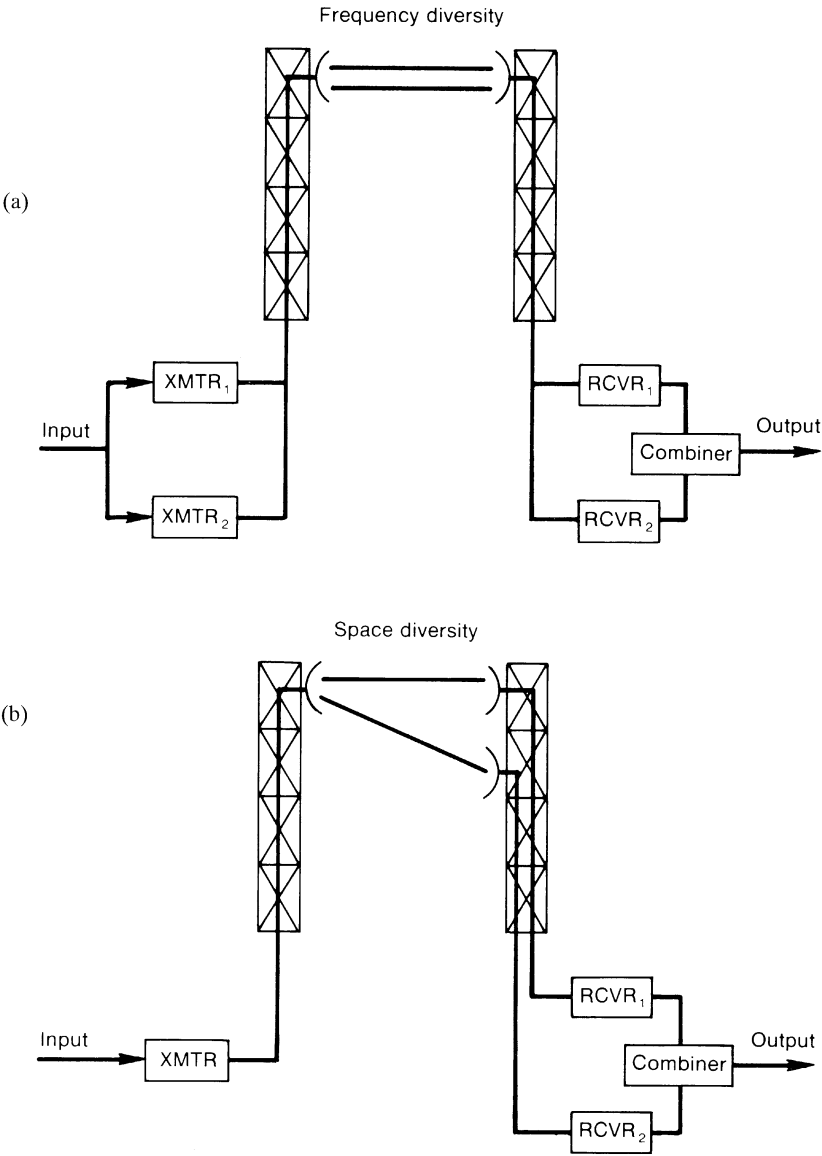 Frequency diversity
(a)
XMTR₁
RCVR₁
Input
Output
Combiner
XMTR₂
RCVR₂
Space diversity
(b)
RCVR₁
Input
Output
XMTR
Combiner
RCVR₂